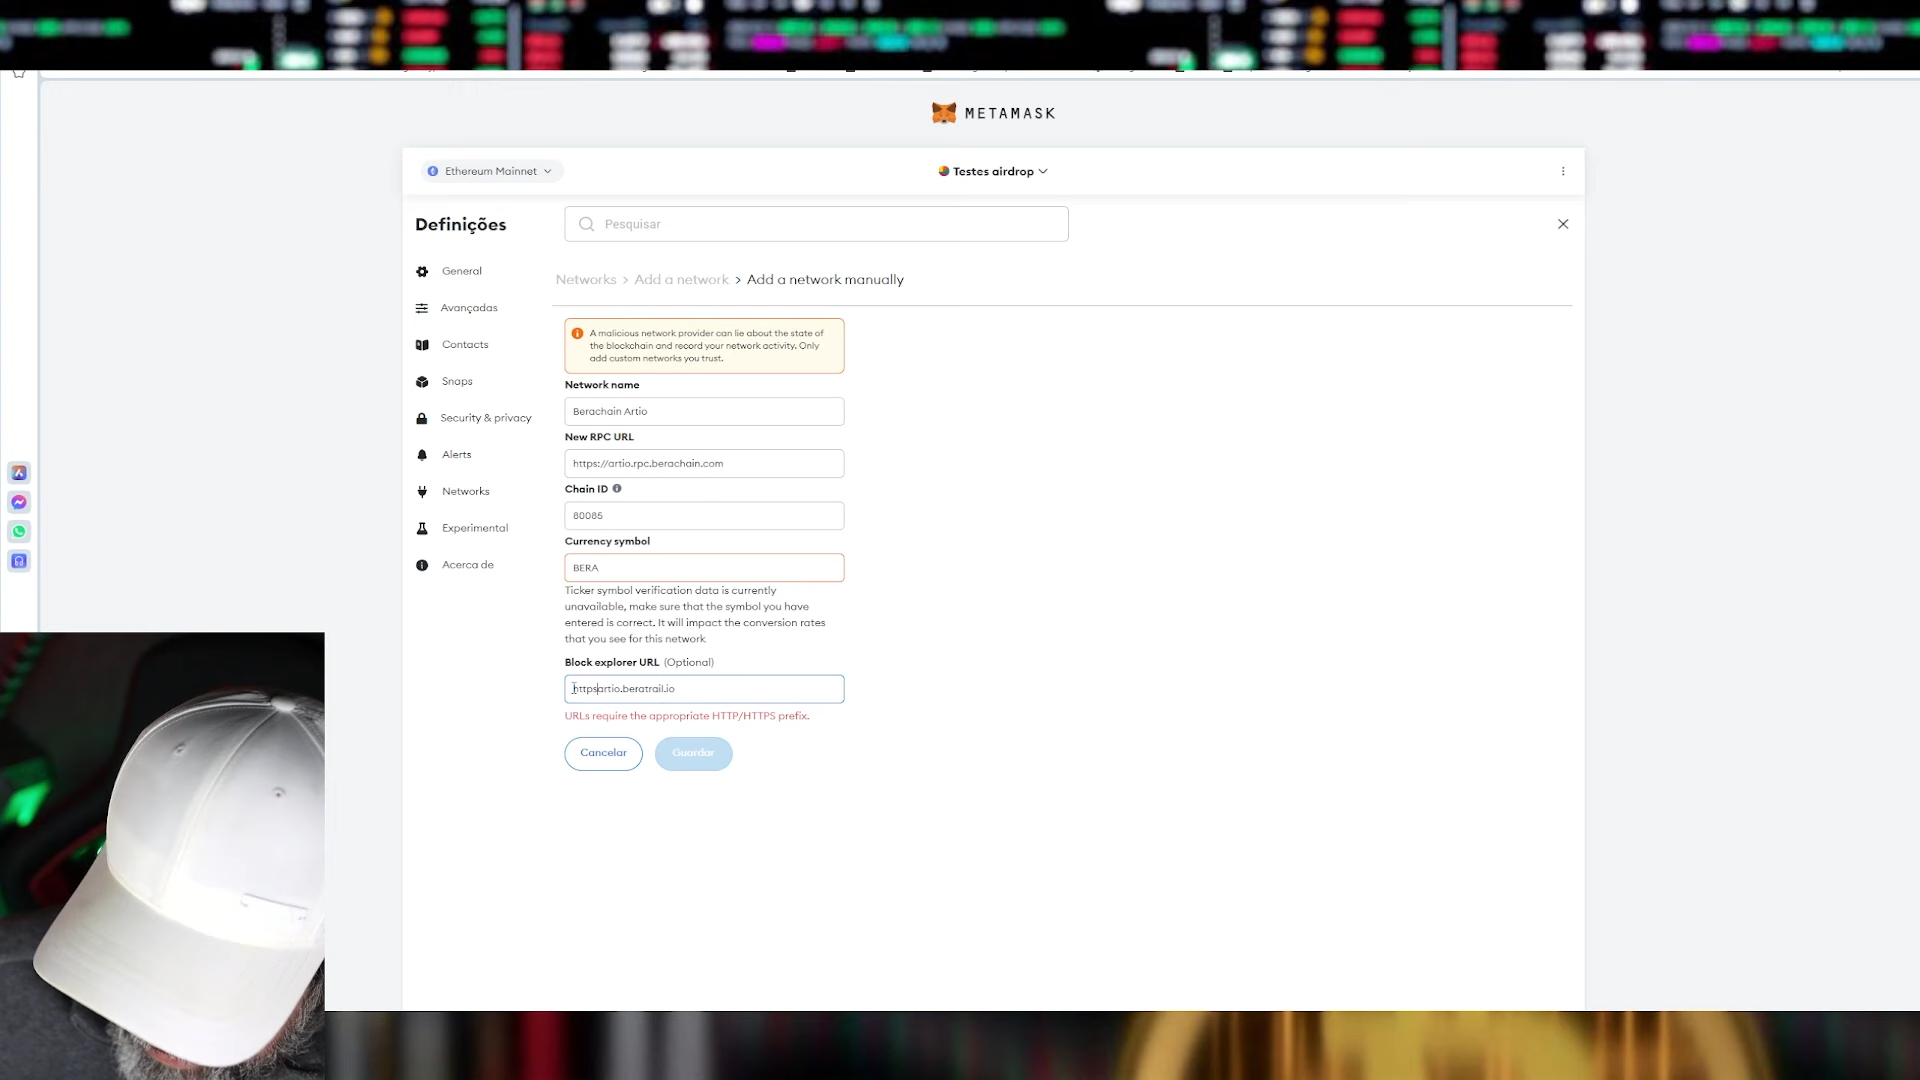 METAMASK
Ethereum Mainnet
Testes airdrop
Definições
Pesquisar
General
Avançadas
Contacts
Snaps
Security & privacy
Alerts
Networks
Experimental
Acerca de
Networks > Add a network > Add a network manually
A malicious network provider can lie about the state of
the blockchain and record your network activity. Only
add custom networks you trust.
Network name
Berachain Artio
New RPC URL
https://artio.rpc.berachain.com
Chain ID
80085
Currency symbol
BERA
Ticker symbol verification data is currently
unavailable, make sure that the symbol you have
entered is correct. It will impact the conversion rates
that you see for this network
Block explorer URL (Optional)
httpsartio.beratrail.io
URLs require the appropriate HTTP/HTTPS prefix.
Cancelar
Guardar